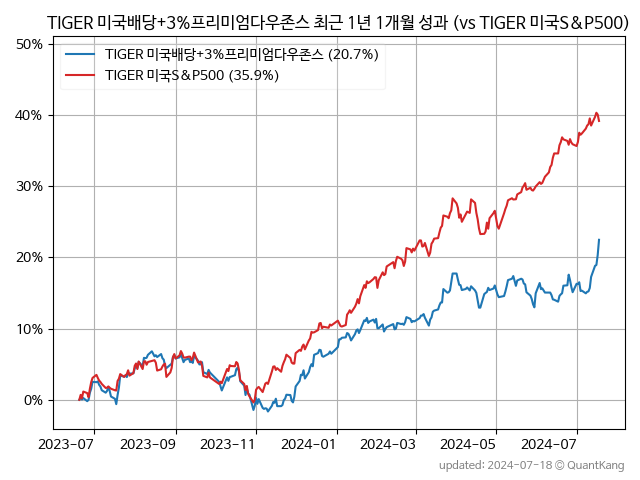 TIGER 미국배당+3%프리미엄다우존스 최근 1년 1개월 성과 (vs TIGER 미국S&P500)
50%
TIGER 미국배당+3%프리미엄다우존스 (20.7%)
TIGER 미국S&P500 (35.9%)
40%
30%
20%
10%
0%
2023-07 2023-09 2023-11 2024-01 2024-03 2024-05 2024-07
updated: 2024-07-18 © QuantKang